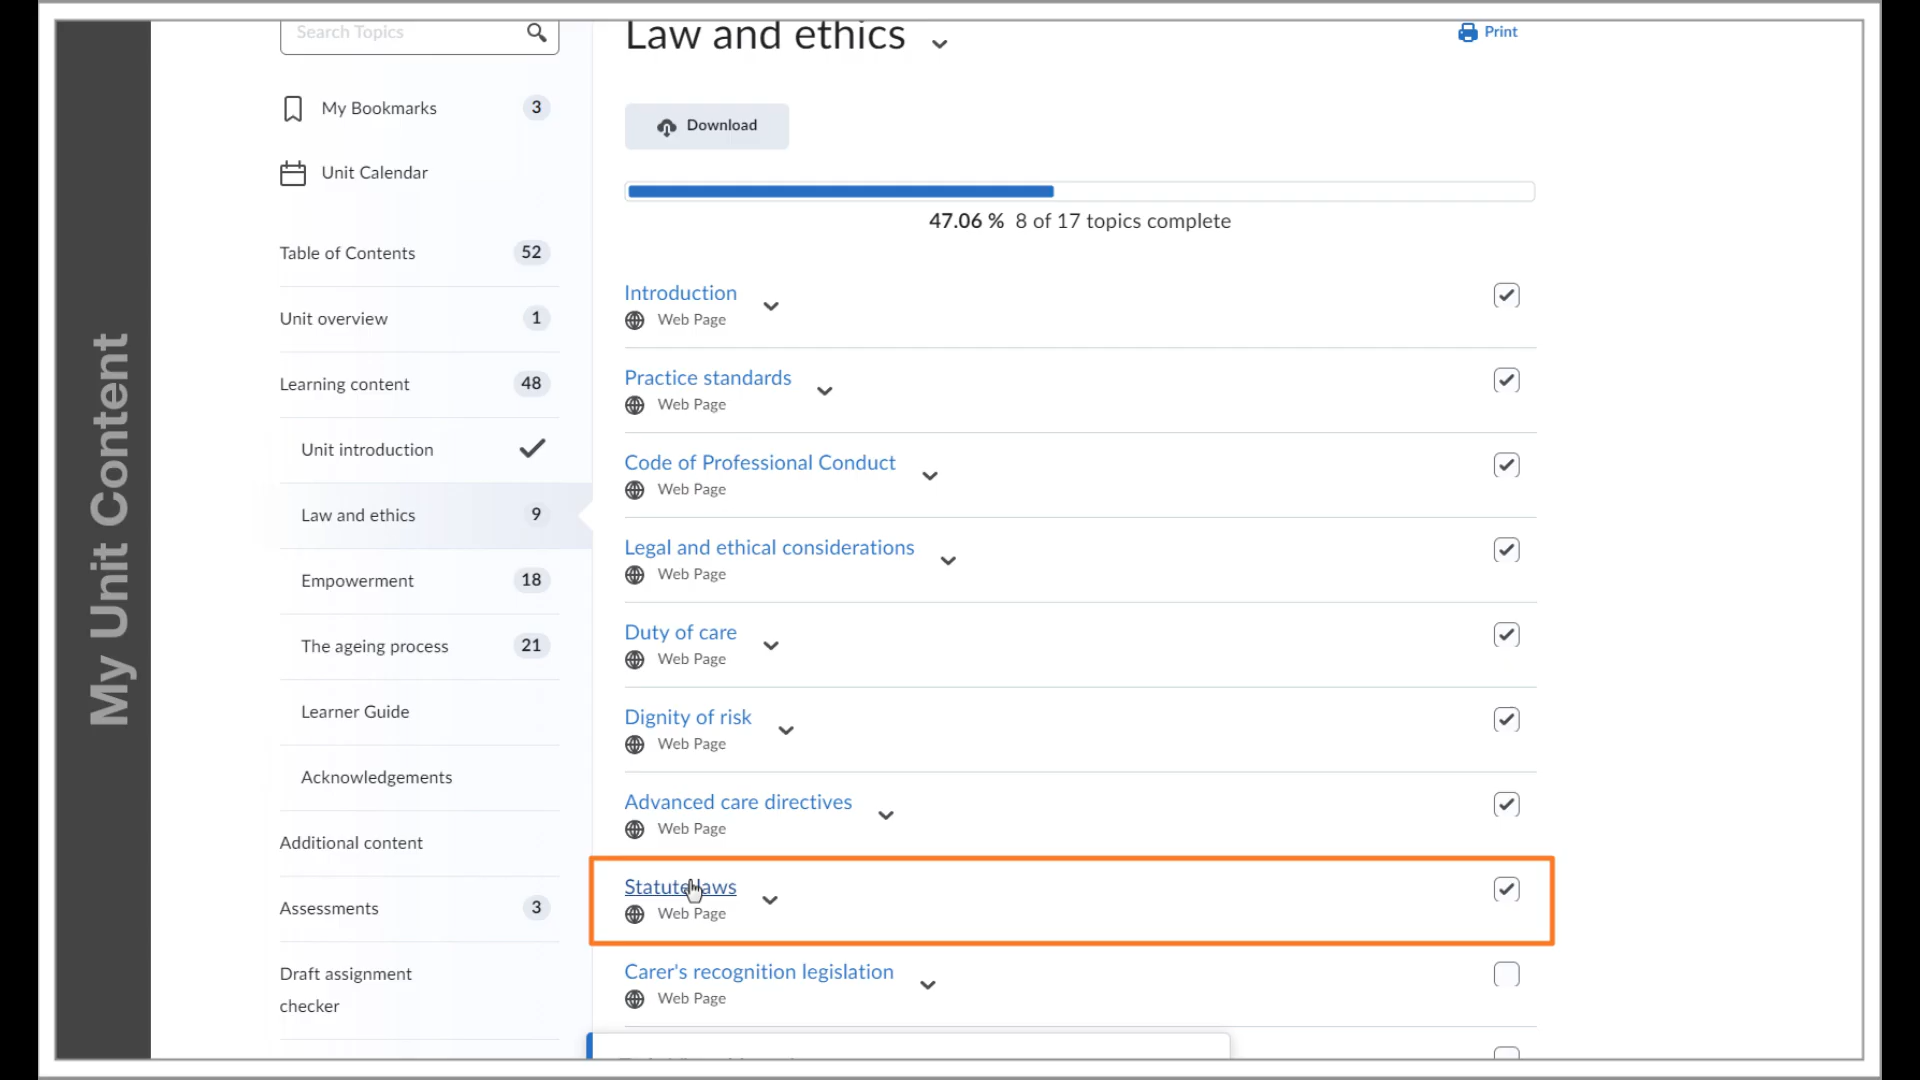 My Unit Content
Search Topics
My Bookmarks 3
Unit Calendar
Table of Contents 52
Unit overview 1
Learning content 48
Unit introduction
Law and ethics 9
Empowerment 18
The ageing process 21
Learner Guide
Acknowledgements
Additional content
Assessments 3
Draft assignment
checker
Law and ethics
Print
Download
47.06 % 8 of 17 topics complete
Introduction
Web Page
Practice standards
Web Page
Code of Professional Conduct
Web Page
Legal and ethical considerations
Web Page
Duty of care
Web Page
Dignity of risk
Web Page
Advanced care directives
Web Page
Statute laws
Web Page
Carer's recognition legislation
Web Page